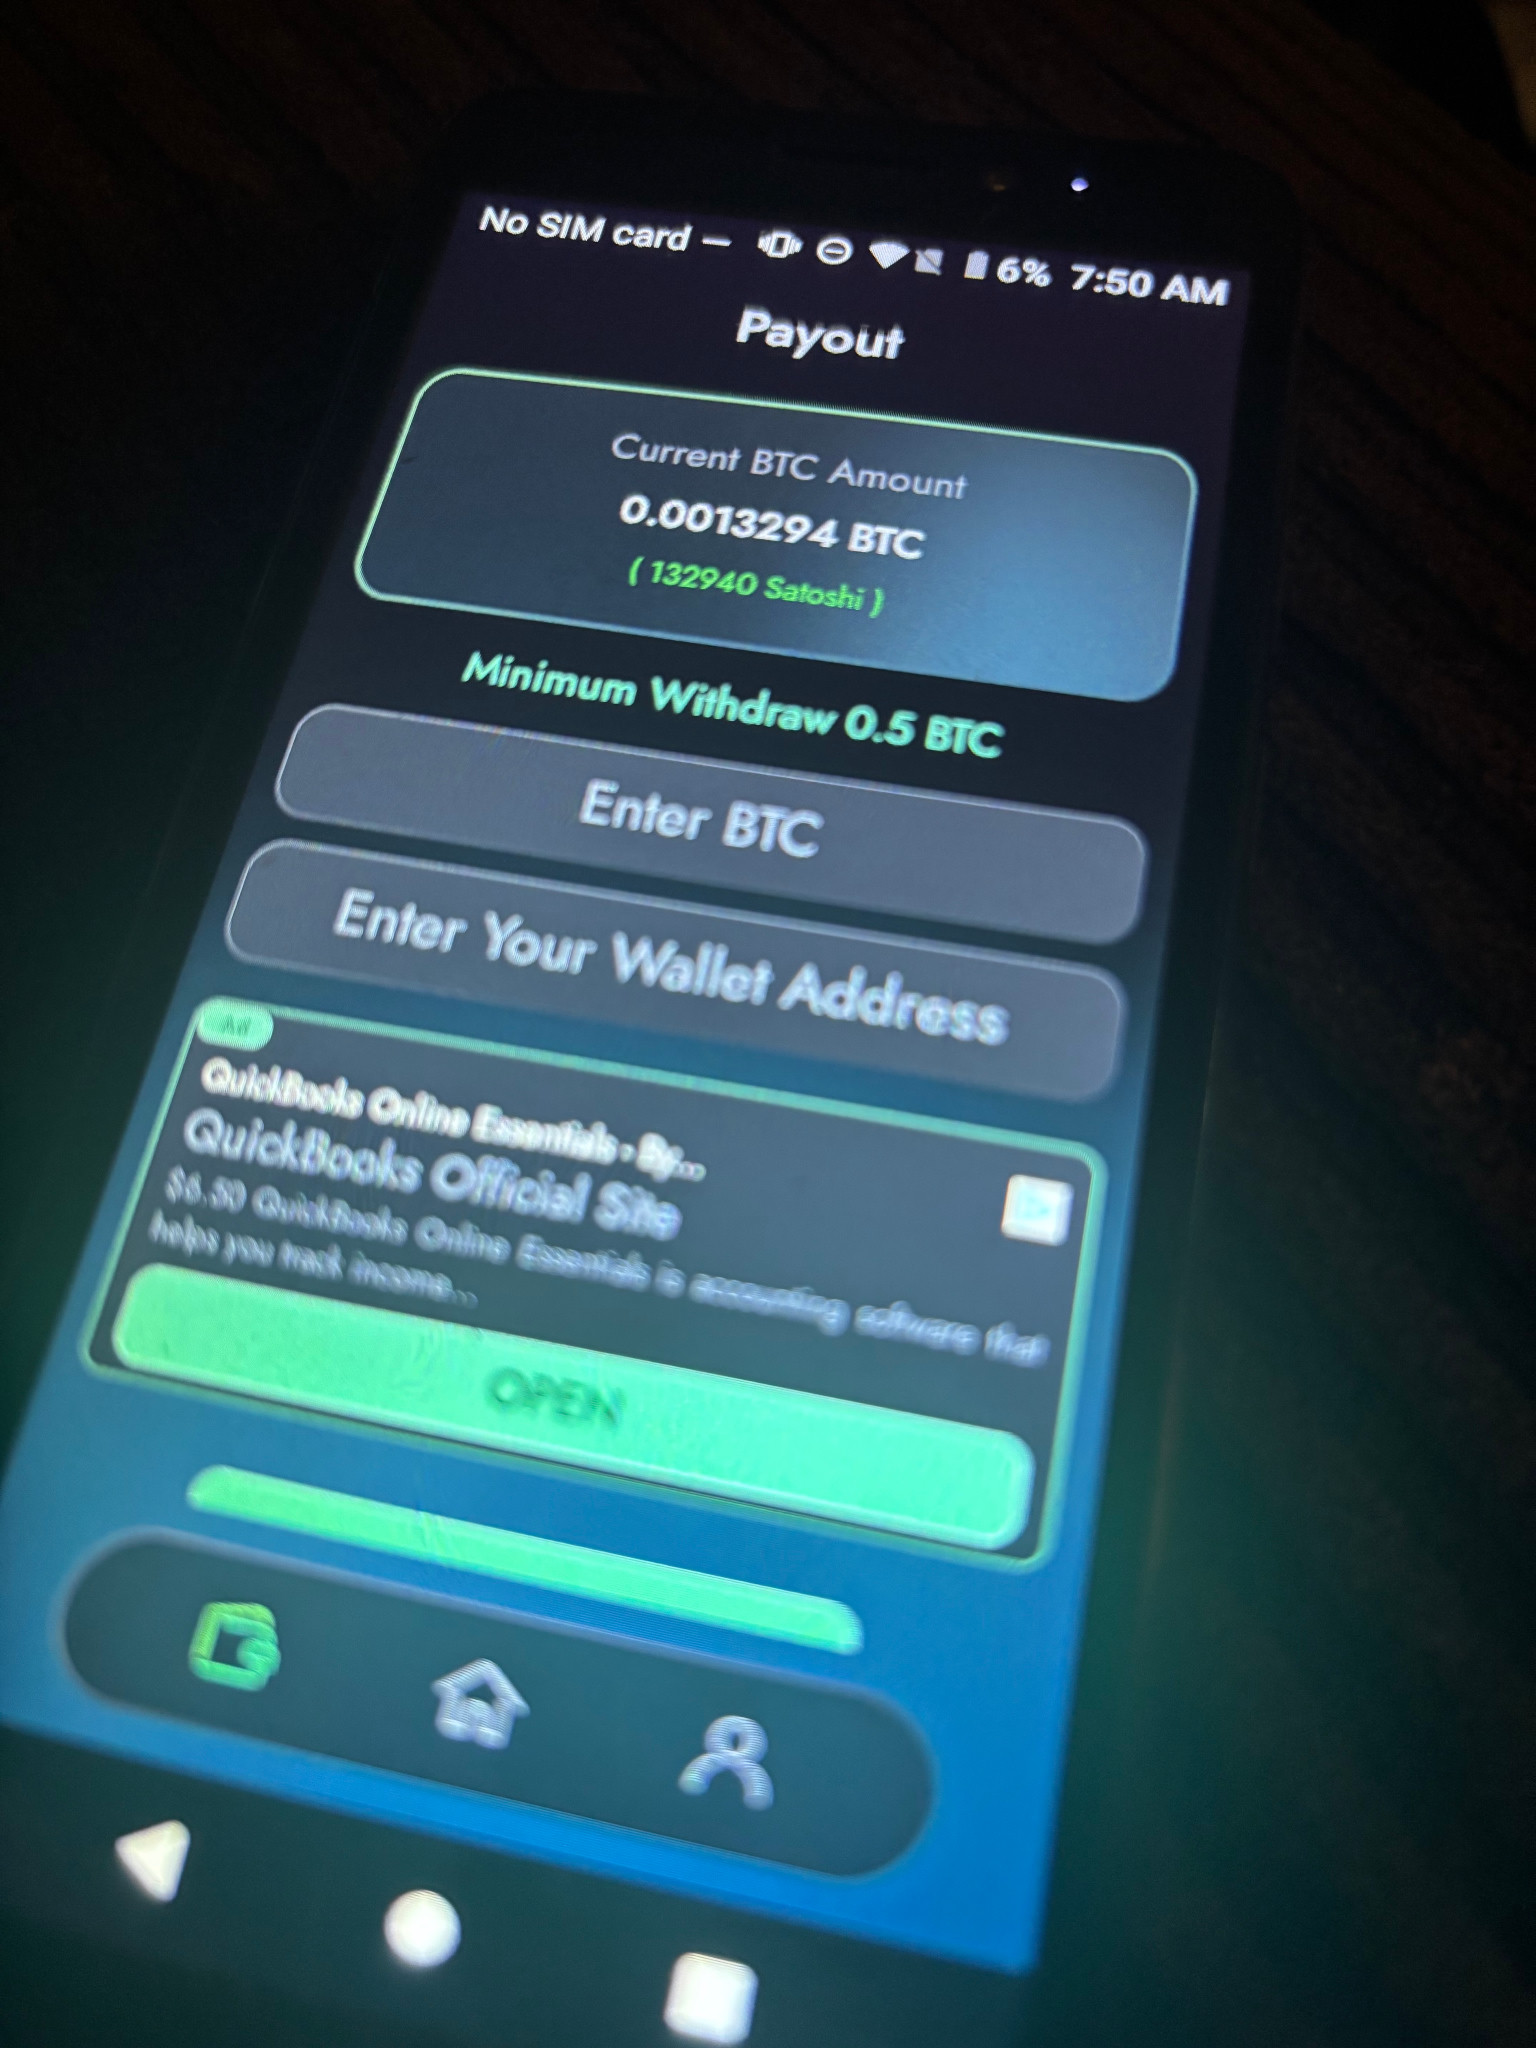 No SIM card — 6% 7:50 AM
Payout
Current BTC Amount
0.0013294 BTC
( 132940 Satoshi )
Minimum Withdraw 0.5 BTC
Enter BTC
Enter Your Wallet Address
Ad
QuickBooks Online Essentials - By...
QuickBooks Official Site
$6.50 QuickBooks Online Essentials is accounting software that
helps you track income...
OPEN